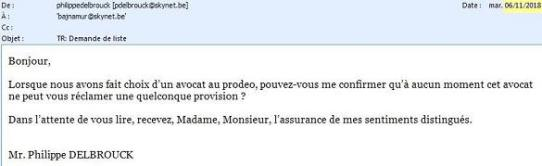 De : philippedelbrouck [pdelbrouck@skynet.be] Date : mar. 06/11/2018
À : 'bajnamur@skynet.be'
Cc :
Objet : TR: Demande de liste
Bonjour,
Lorsque nous avons fait choix d'un avocat au prodeo, pouvez-vous me confirmer qu'à aucun moment cet avocat
ne peut vous réclamer une quelconque provision ?
Dans l'attente de vous lire, recevez, Madame, Monsieur, l'assurance de mes sentiments distingués.
Mr. Philippe DELBROUCK